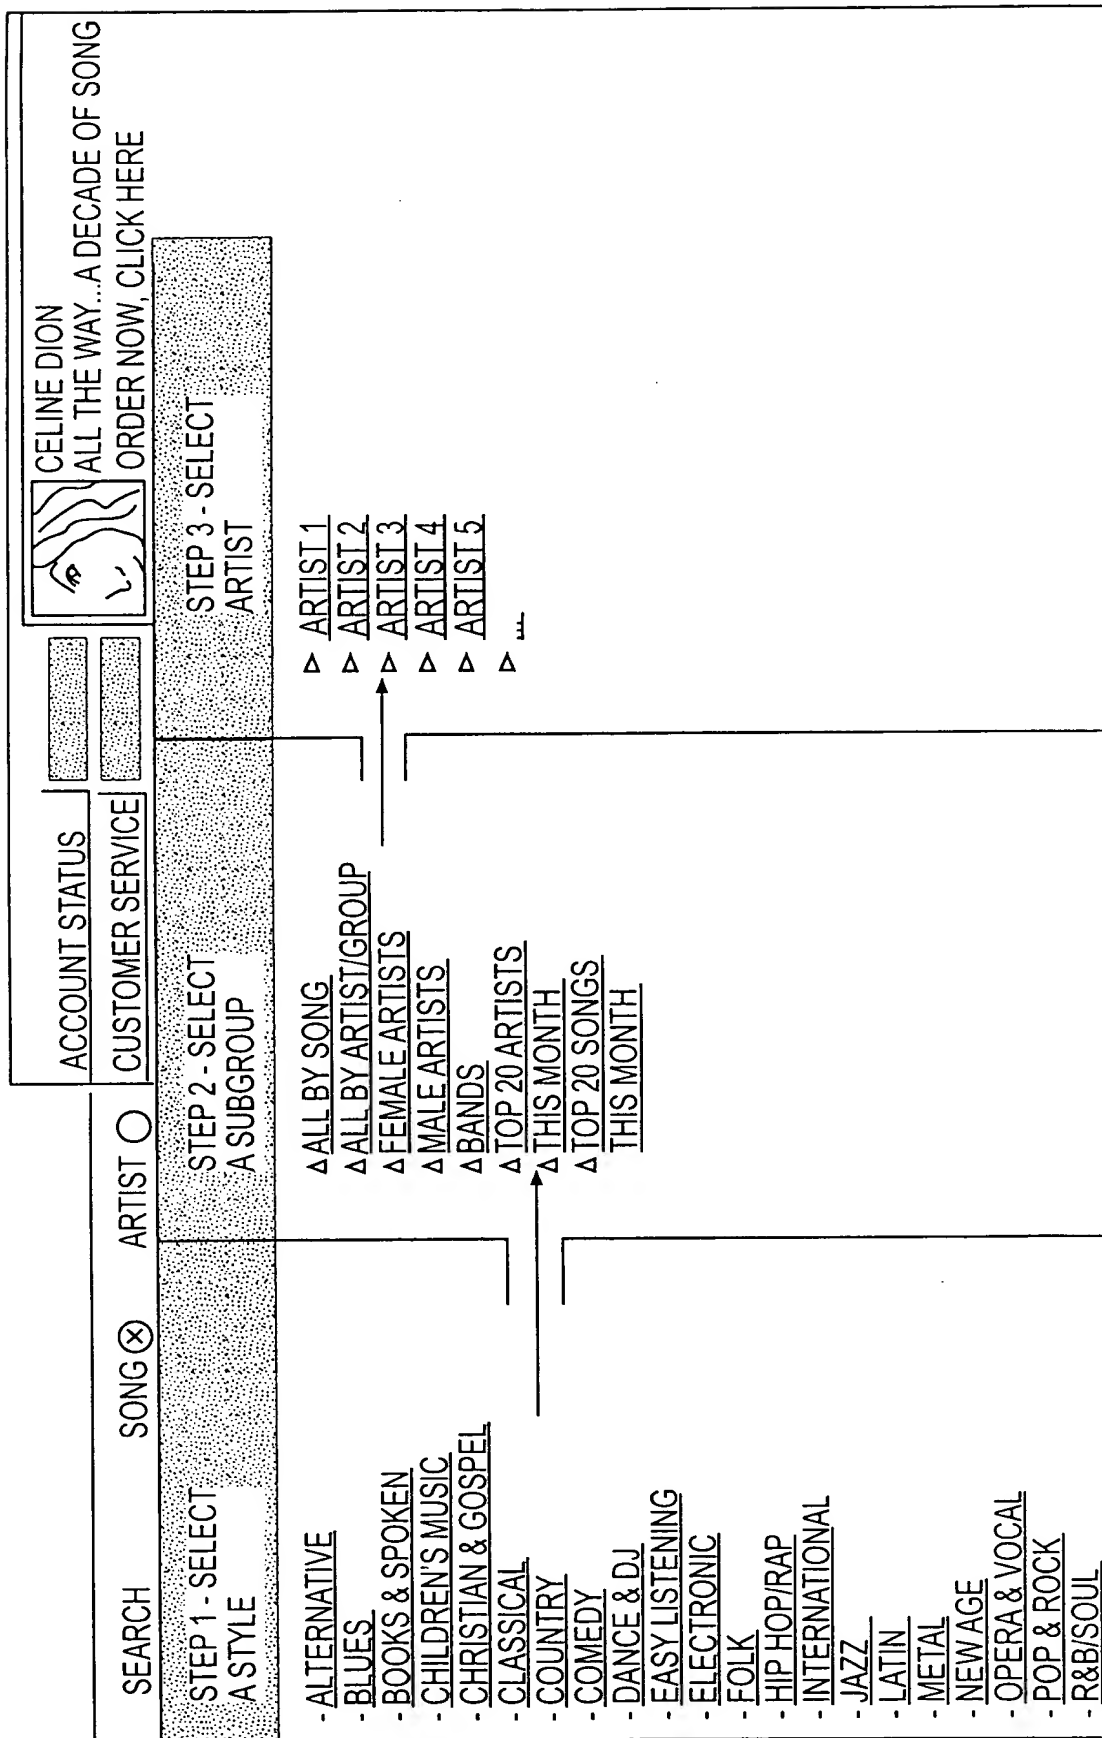 CELINE DION
ALL THE WAY...A DECADE OF SONG
ORDER NOW, CLICK HERE
ACCOUNT STATUS
CUSTOMER SERVICE
SEARCH SONG ARTIST
STEP 1 - SELECT
A STYLE
- ALTERNATIVE
- BLUES
- BOOKS & SPOKEN
- CHILDREN'S MUSIC
- CHRISTIAN & GOSPEL
- CLASSICAL
- COUNTRY
- COMEDY
- DANCE & DJ
- EASY LISTENING
- ELECTRONIC
- FOLK
- HIP HOP/RAP
- INTERNATIONAL
- JAZZ
- LATIN
- METAL
- NEW AGE
- OPERA & VOCAL
- POP & ROCK
- R&B/SOUL
STEP 2 - SELECT
A SUBGROUP
ALL BY SONG
ALL BY ARTIST/GROUP
FEMALE ARTISTS
MALE ARTISTS
BANDS
TOP 20 ARTISTS
THIS MONTH
TOP 20 SONGS
THIS MONTH
STEP 3 - SELECT
ARTIST
ARTIST 1
ARTIST 2
ARTIST 3
ARTIST 4
ARTIST 5
...